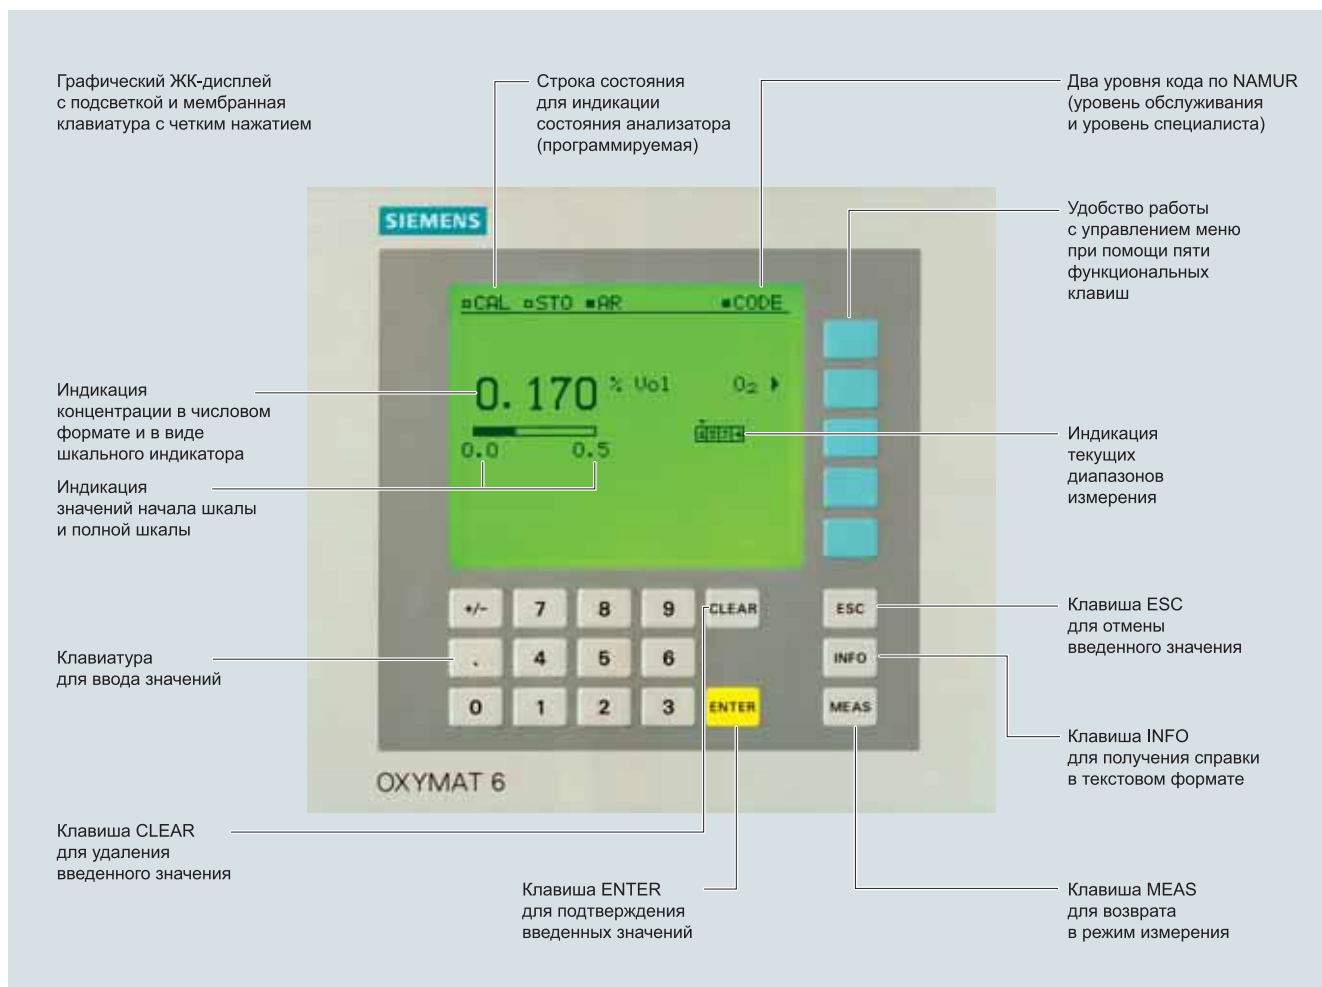 Графический ЖК-дисплей
с подсветкой и мембранная
клавиатура с четким нажатием
Строка состояния
для индикации
состояния анализатора
(программируемая)
Два уровня кода по NAMUR
(уровень обслуживания
и уровень специалиста)
Удобство работы
с управлением меню
при помощи пяти
функциональных
клавиш
SIEMENS
CAL STO AR CODE
0.170 % Vol O₂
0.0 0.5
Индикация
концентрации в числовом
формате и в виде
шкального индикатора
Индикация
значений начала шкалы
и полной шкалы
Индикация
текущих
диапазонов
измерения
+/- 7 8 9 CLEAR ESC
. 4 5 6 INFO
0 1 2 3 ENTER MEAS
OXYMAT 6
Клавиатура
для ввода значений
Клавиша ESC
для отмены
введенного значения
Клавиша INFO
для получения справки
в текстовом формате
Клавиша CLEAR
для удаления
введенного значения
Клавиша ENTER
для подтверждения
введенных значений
Клавиша MEAS
для возврата
в режим измерения